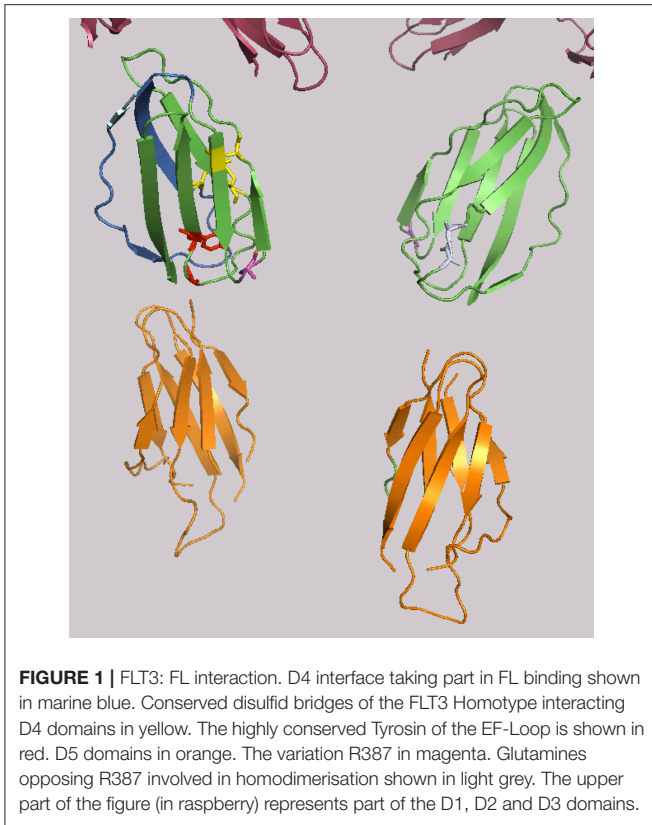 FIGURE 1 | FLT3: FL interaction. D4 interface taking part in FL binding shown
in marine blue. Conserved disulfid bridges of the FLT3 Homotype interacting
D4 domains in yellow. The highly conserved Tyrosin of the EF-Loop is shown in
red. D5 domains in orange. The variation R387 in magenta. Glutamines
opposing R387 involved in homodimerisation shown in light grey. The upper
part of the figure (in raspberry) represents part of the D1, D2 and D3 domains.